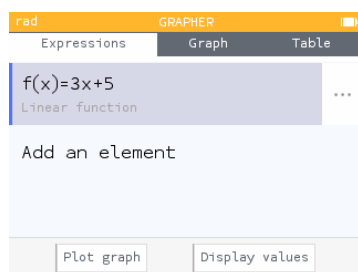 rad GRAPHER
Expressions Graph Table
f(x)=3x+5
Linear function
...
Add an element
Plot graph Display values